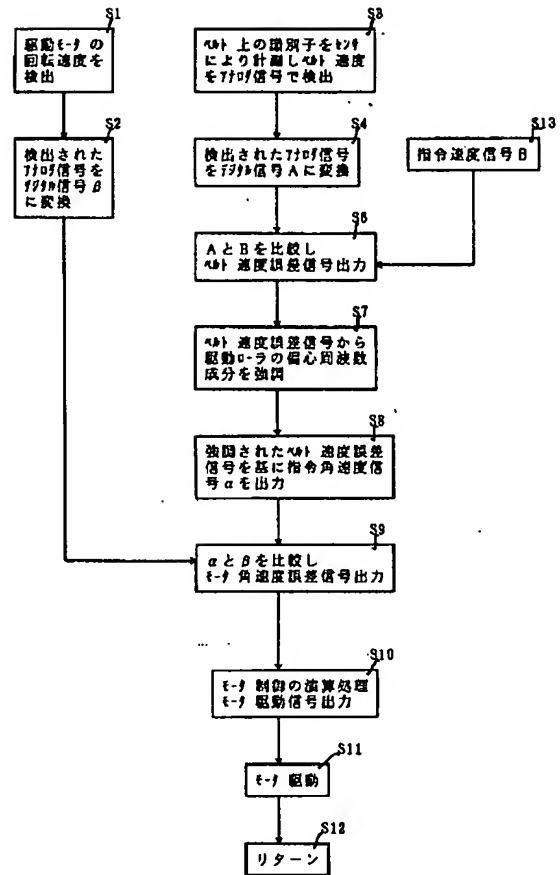 S1
駆動モータ の
回転速度を
検出
S2
検出された
アナログ信号を
デジタル信号β
に変換
S3
ベルト 上の識別子をセンサ
により計測しベルト 速度
をアナログ信号で検出
S4
検出されたアナログ信号
をデジタル信号Aに変換
S13
指令速度信号B
S6
AとBを比較し
ベルト 速度誤差信号出力
S7
ベルト 速度誤差信号から
駆動ローラの偏心周波数
成分を強調
S8
強調されたベルト 速度誤差
信号を基に指令角速度信
号αを出力
S9
αとβを比較し
モータ 角速度誤差信号出力
S10
モータ 制御の演算処理
モータ 駆動信号出力
S11
モータ 駆動
S12
リターン